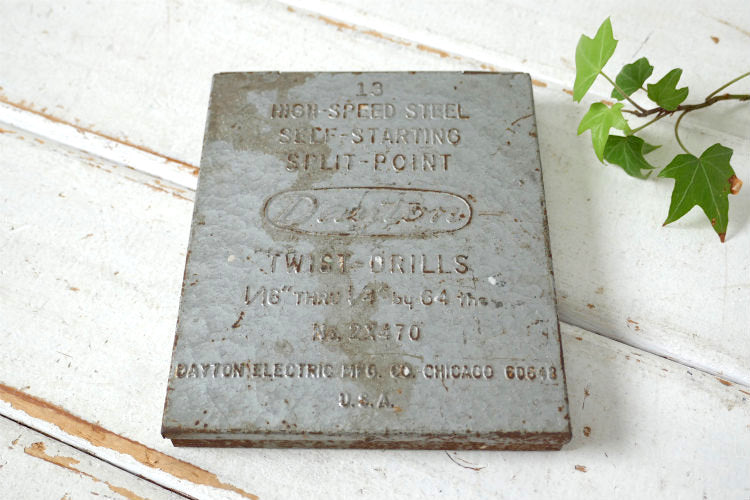 13
HIGH-SPEED STEEL
SELF-STARTING
SPLIT-POINT
Dayton
TWIST-DRILLS
1/16" THRU 1/4" by 64 ths
No. 2X470
DAYTON ELECTRIC MFG. CO. CHICAGO 60648
U.S.A.